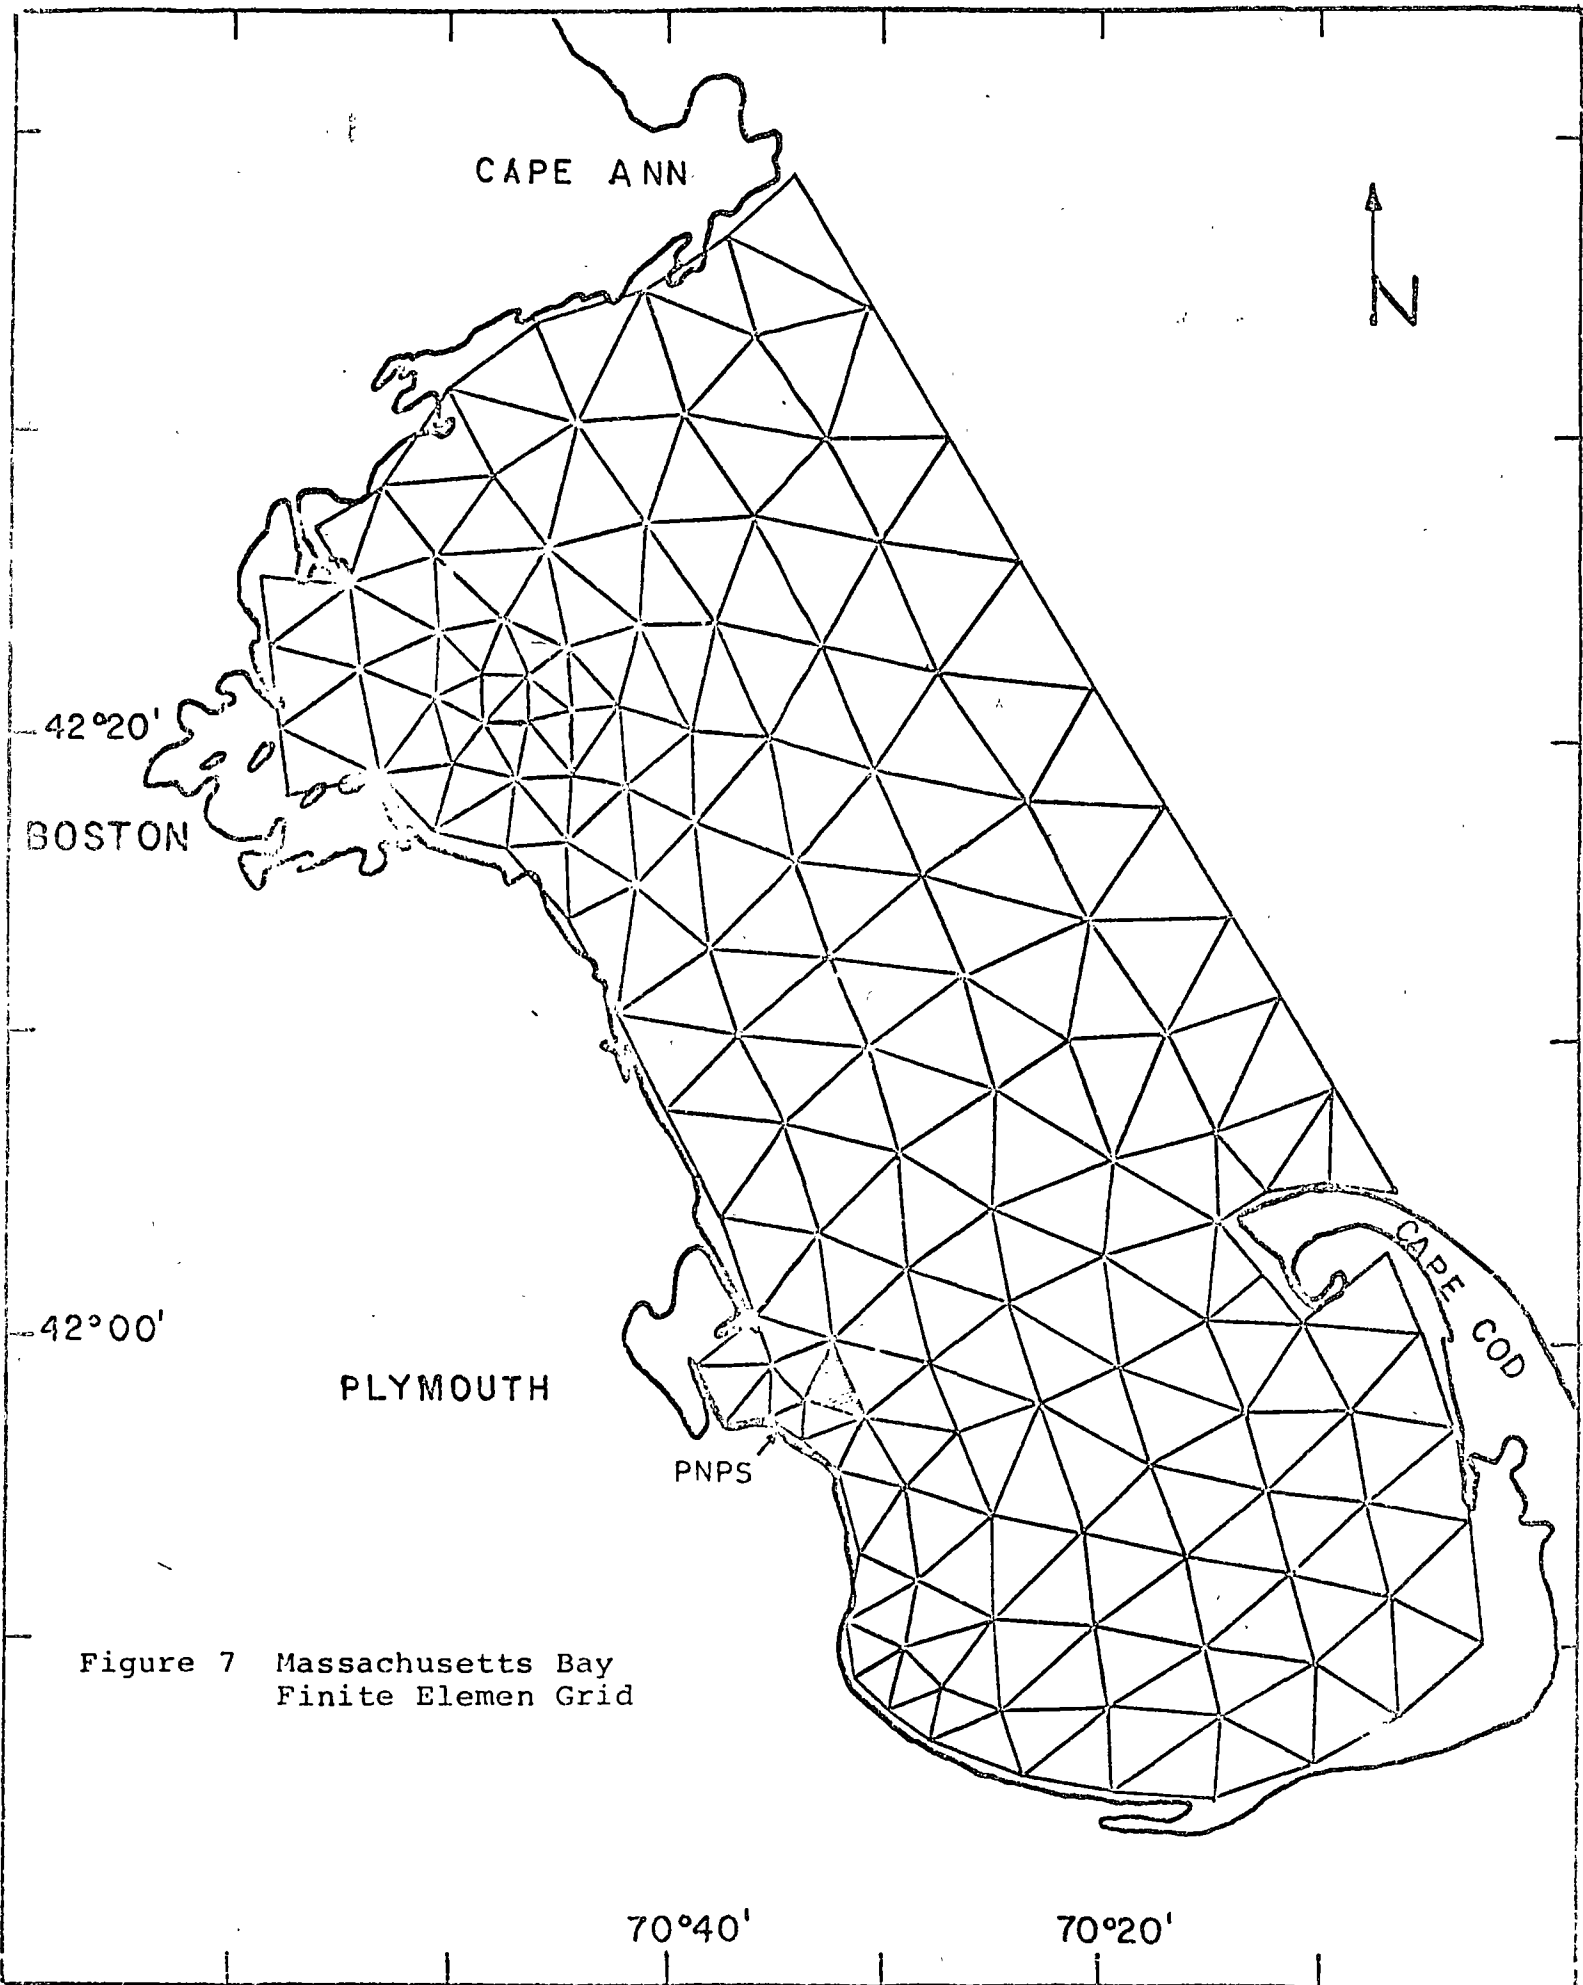 CAPE ANN
N
42°20'
BOSTON
CAPE COD
42°00'
PLYMOUTH
PNPS
Figure 7 Massachusetts Bay
Finite Elemen Grid
70°40'
70°20'